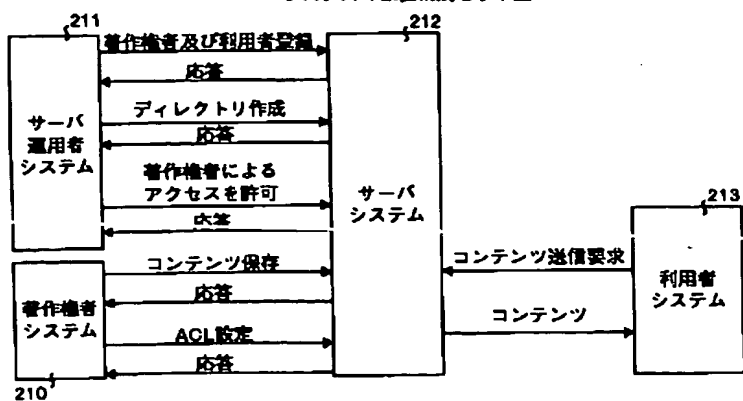 211
212
著作権者及び利用者登録
応答
ディレクトリ作成
応答
サーバ
運用者
システム
著作権者による
アクセスを許可
応答
サーバ
システム
213
コンテンツ保存
応答
コンテンツ送信要求
利用者
システム
著作権者
システム
ACL設定
応答
コンテンツ
210